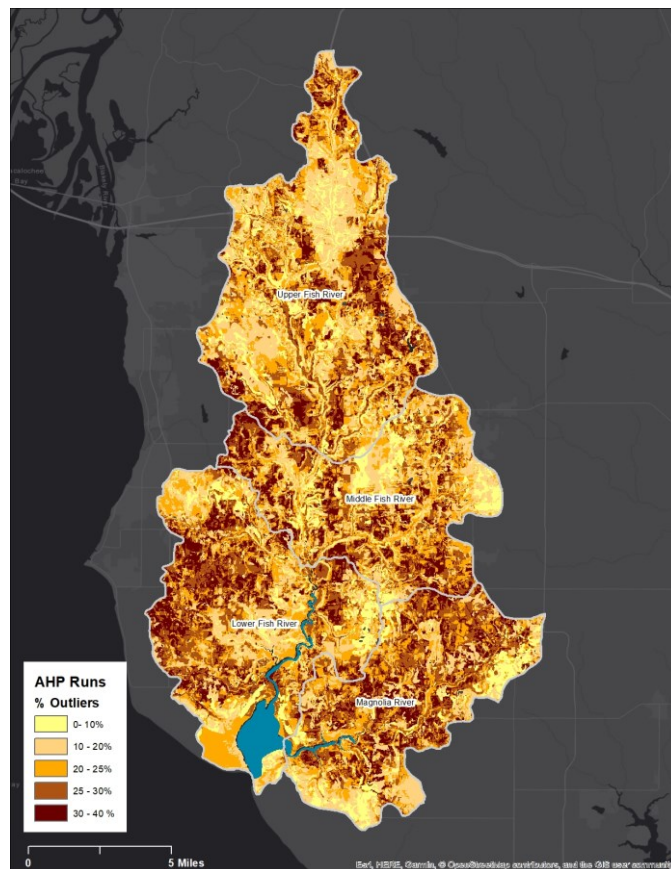 Bay
Upper Fish River
Middle Fish River
Lower Fish River
Magnolia River
AHP Runs
% Outliers
0- 10%
10 - 20%
20 - 25%
25 - 30%
30 - 40 %
0
5 Miles
Esri, HERE, Garmin, © OpenStreetMap contributors, and the GIS user community